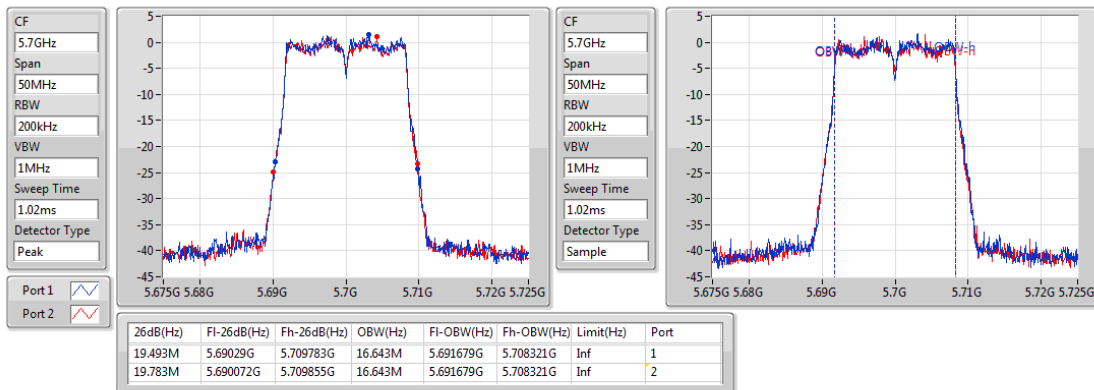 CF
5.7GHz
Span
50MHz
RBW
200kHz
VBW
1MHz
Sweep Time
1.02ms
Detector Type
Peak
Port 1
Port 2
5
0
-5
-10
-15
-20
-25
-30
-35
-40
-45
5.675G 5.68G 5.69G 5.7G 5.71G 5.72G 5.725G
CF
5.7GHz
Span
50MHz
RBW
200kHz
VBW
1MHz
Sweep Time
1.02ms
Detector Type
Sample
5
0
-5
-10
-15
-20
-25
-30
-35
-40
-45
OBW-h
5.675G 5.68G 5.69G 5.7G 5.71G 5.72G 5.725G
26dB(Hz) Fl-26dB(Hz) Fh-26dB(Hz) OBW(Hz) Fl-OBW(Hz) Fh-OBW(Hz) Limit(Hz) Port
19.493M 5.69029G 5.709783G 16.643M 5.691679G 5.708321G Inf 1
19.783M 5.690072G 5.709855G 16.643M 5.691679G 5.708321G Inf 2